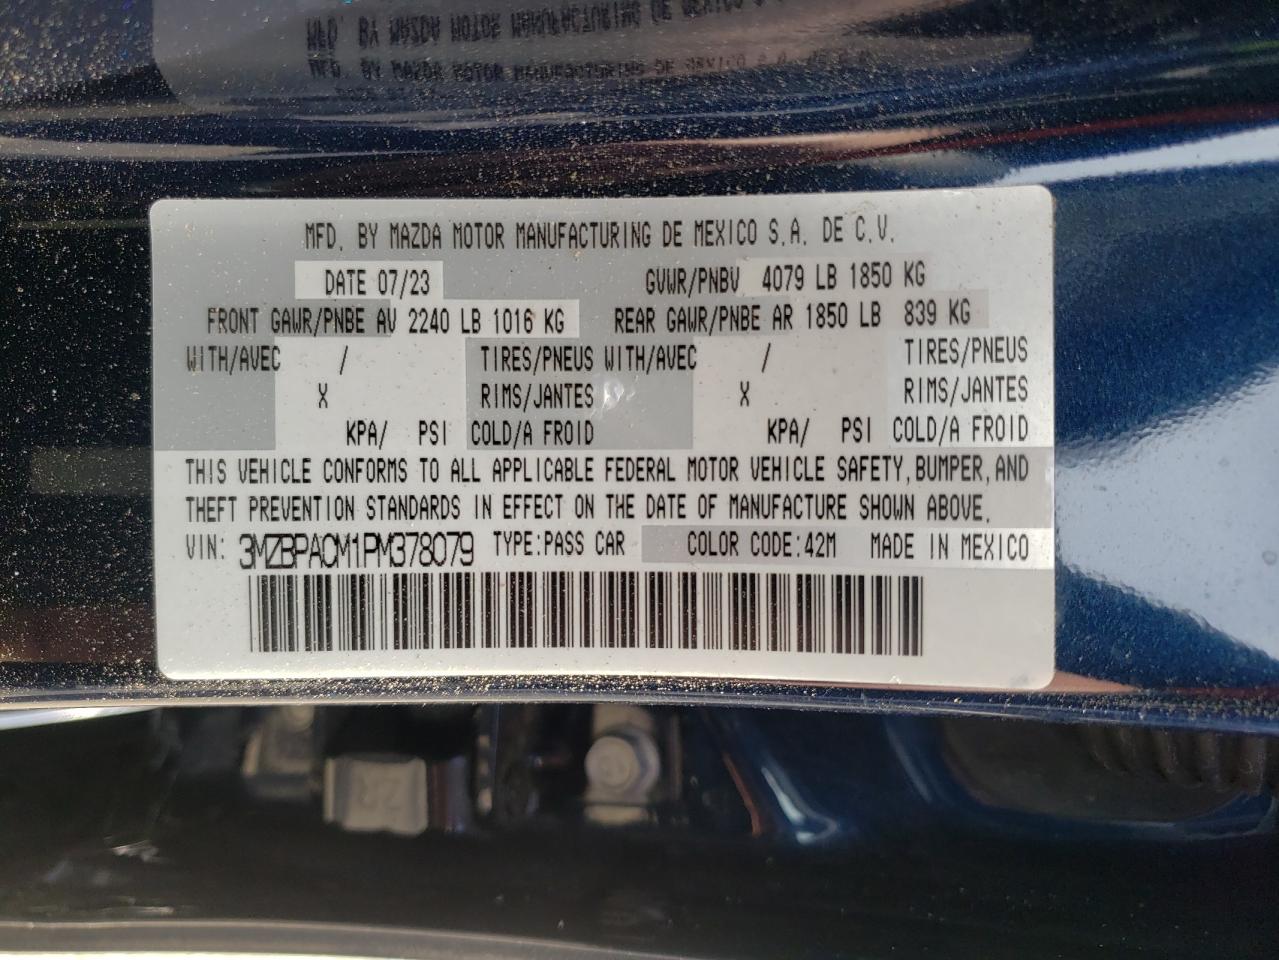 MFD. BY MAZDA MOTOR MANUFACTURING DE MEXICO S.A. DE C.V.
DATE 07/23 GVWR/PNBV 4079 LB 1850 KG
FRONT GAWR/PNBE AV 2240 LB 1016 KG REAR GAWR/PNBE AR 1850 LB 839 KG
WITH/AVEC / TIRES/PNEUS WITH/AVEC / TIRES/PNEUS
X RIMS/JANTES X RIMS/JANTES
KPA/ PSI COLD/A FROID KPA/ PSI COLD/A FROID
THIS VEHICLE CONFORMS TO ALL APPLICABLE FEDERAL MOTOR VEHICLE SAFETY, BUMPER, AND
THEFT PREVENTION STANDARDS IN EFFECT ON THE DATE OF MANUFACTURE SHOWN ABOVE.
VIN: 3MZBPACM1PM378079 TYPE:PASS CAR COLOR CODE:42M MADE IN MEXICO